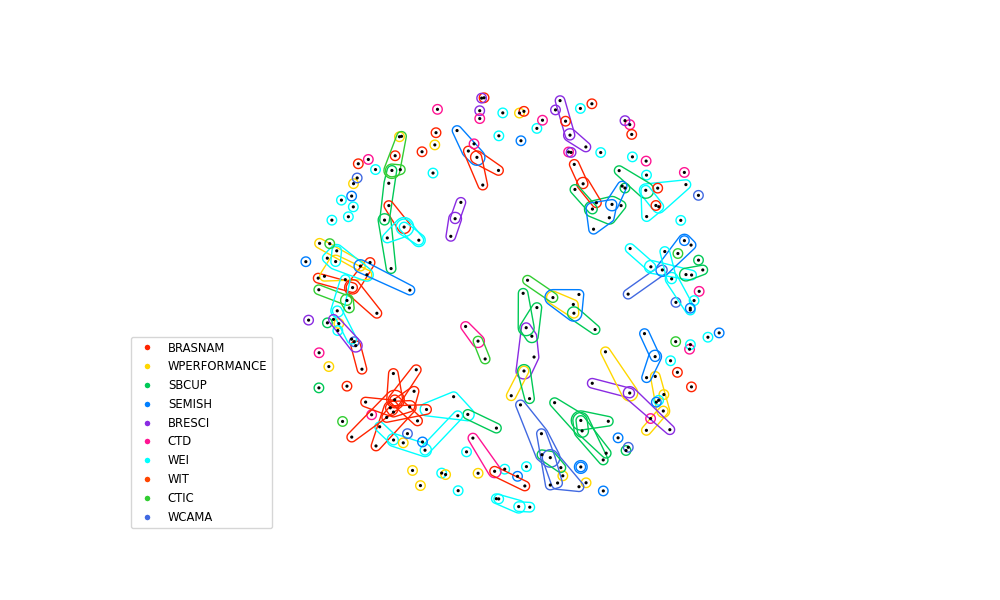 BRASNAM
WPERFORMANCE
SBCUP
SEMISH
BRESCI
CTD
WEI
WIT
CTIC
WCAMA